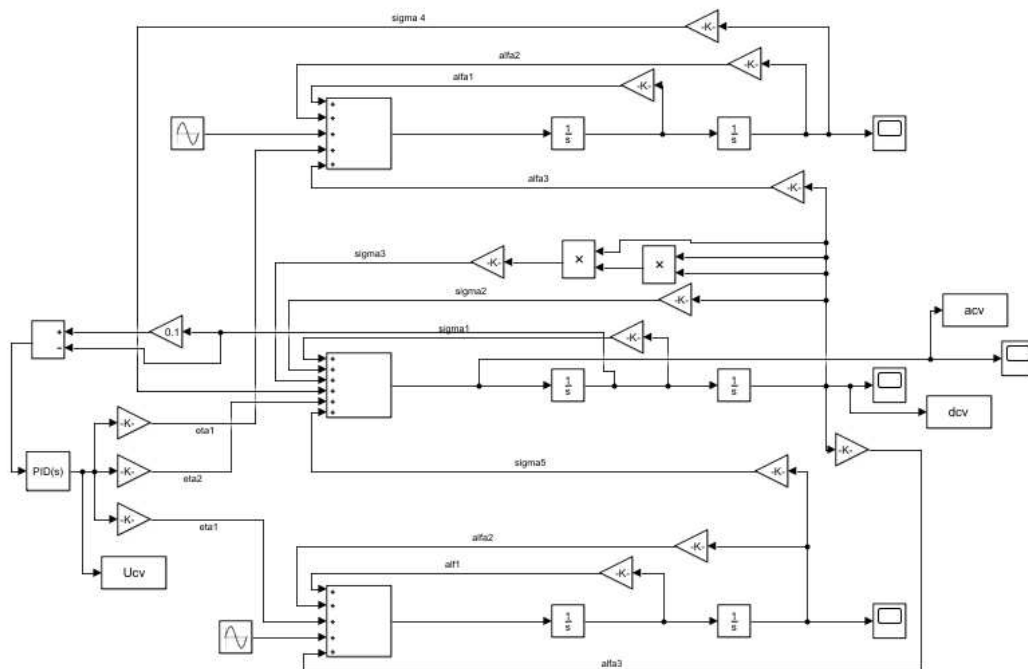 sigma 4
-K-
alfa2
-K-
alfa1
-K-
+
+
+
+
+
1
s
1
s
alfa3
-K-
sigma3
-K-
×
×
sigma2
-K-
acv
+
−
0.1
sigma1
-K-
+
+
+
+
+
+
1
s
1
s
dcv
-K-
eta1
-K-
PID(s)
-K-
eta2
sigma5
-K-
-K-
eta1
alfa2
-K-
Ucv
alf1
-K-
+
+
+
+
+
1
s
1
s
alfa3